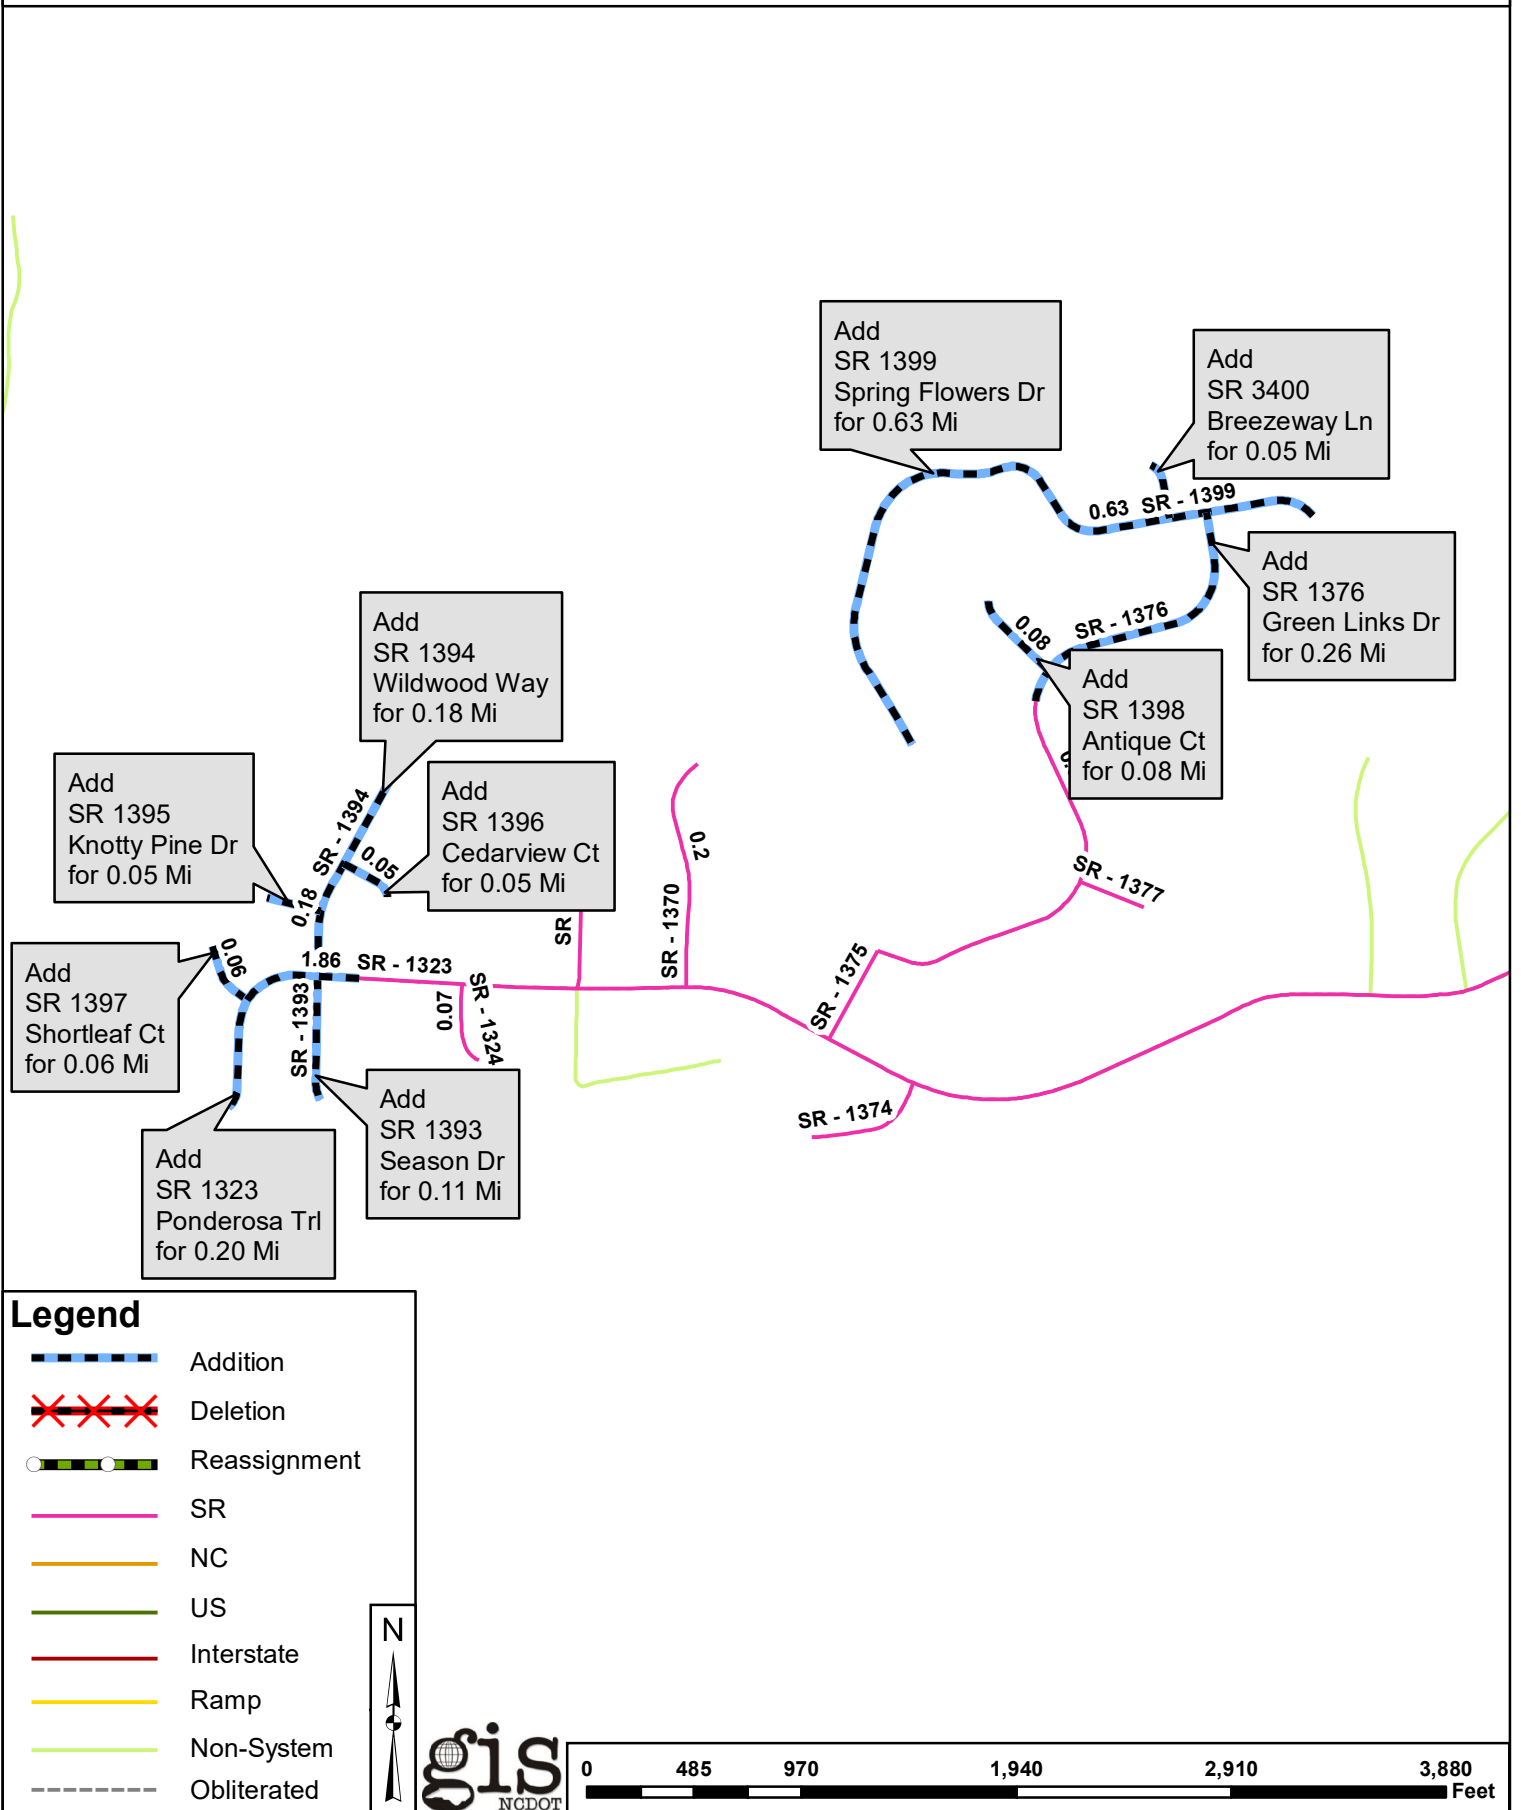 Add
SR 1399
Spring Flowers Dr
for 0.63 Mi
Add
SR 3400
Breezeway Ln
for 0.05 Mi
0.63 SR - 1399
Add
SR 1376
Green Links Dr
for 0.26 Mi
0.08
SR - 1376
Add
SR 1398
Antique Ct
for 0.08 Mi
Add
SR 1394
Wildwood Way
for 0.18 Mi
Add
SR 1395
Knotty Pine Dr
for 0.05 Mi
0.18 SR - 1394
0.05
Add
SR 1396
Cedarview Ct
for 0.05 Mi
SR
0.2
SR - 1370
SR - 1377
SR - 1375
SR - 1374
Add
SR 1397
Shortleaf Ct
for 0.06 Mi
0.06
1.86 SR - 1323
SR - 1393
0.07
SR - 1324
Add
SR 1393
Season Dr
for 0.11 Mi
Add
SR 1323
Ponderosa Trl
for 0.20 Mi
Legend
Addition
Deletion
Reassignment
SR
NC
US
Interstate
Ramp
Non-System
Obliterated
N
gis
NCDOT
0 485 970 1,940 2,910 3,880
Feet